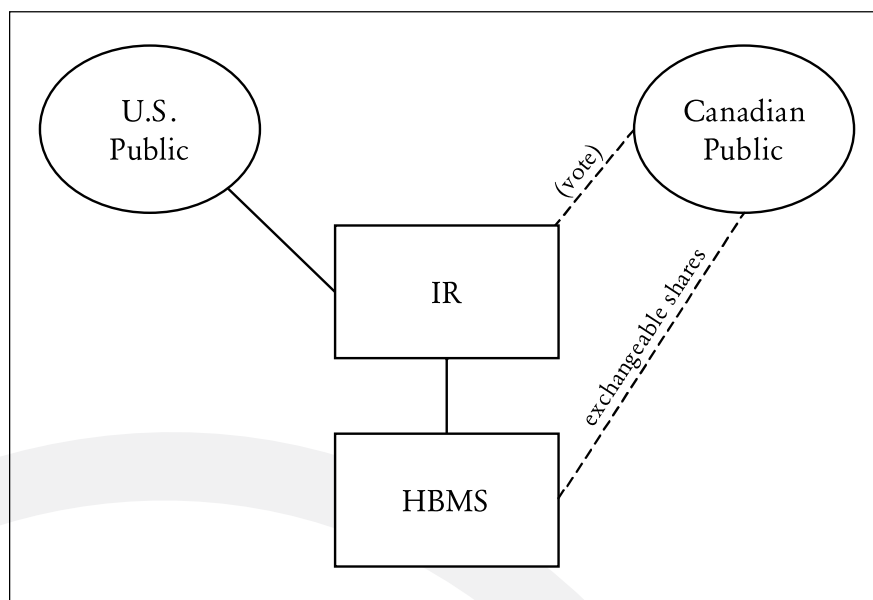 U.S.
Public
Canadian
Public
(vote)
IR
exchangeable shares
HBMS